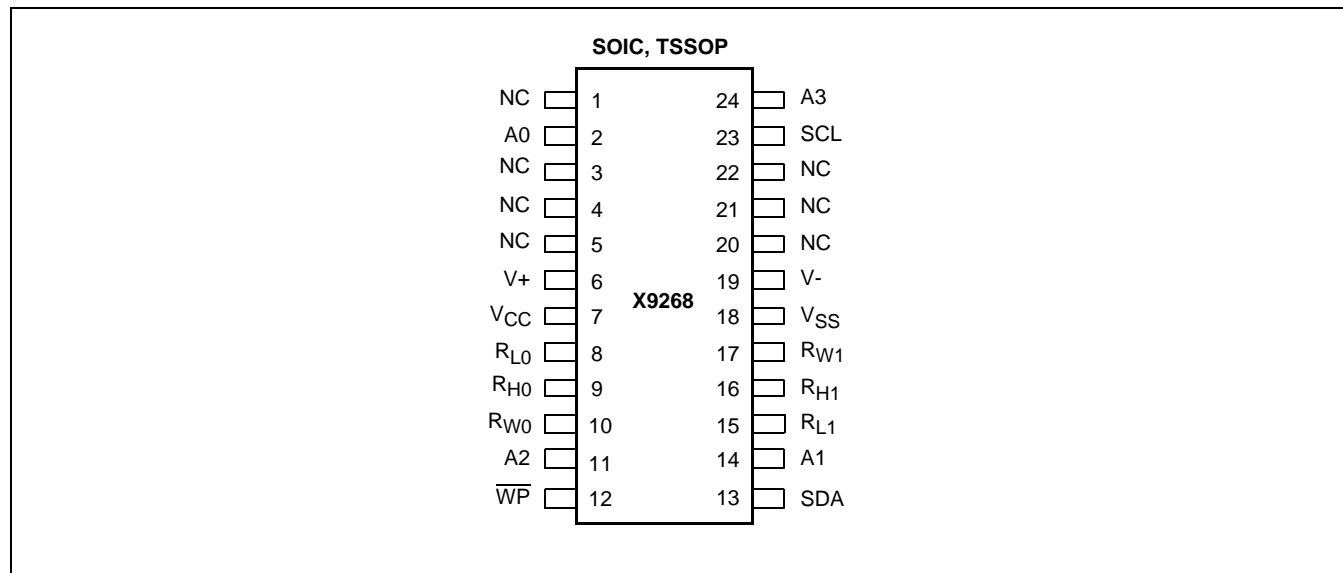 SOIC, TSSOP
NC 1 24 A3
A0 2 23 SCL
NC 3 22 NC
NC 4 21 NC
NC 5 20 NC
V+ 6 19 V-
X9268
VCC 7 18 VSS
RL0 8 17 RW1
RH0 9 16 RH1
RW0 10 15 RL1
A2 11 14 A1
W̅P̅ 12 13 SDA